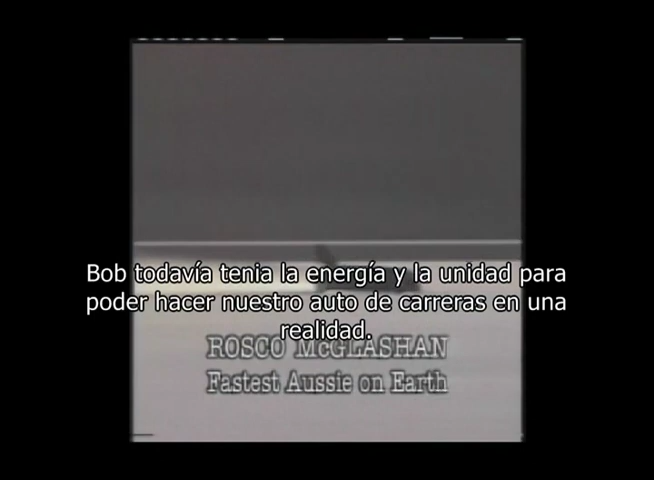 Bob todavía tenia la energía y la unidad para
poder hacer nuestro auto de carreras en una
realidad.
ROSCO McGLASHAN
Fastest Aussie on Earth